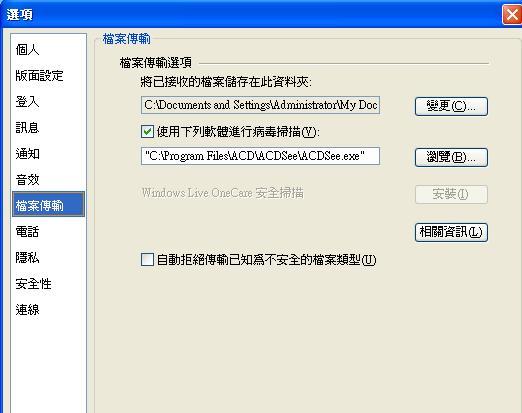 選項
個人
版面設定
登入
訊息
通知
音效
檔案傳輸
電話
隱私
安全性
連線
檔案傳輸
檔案傳輸選項
將已接收的檔案儲存在此資料夾:
C:\Documents and Settings\Administrator\My Doc
變更(C)...
使用下列軟體進行病毒掃描(V):
"C:\Program Files\ACD\ACDSee\ACDSee.exe"
瀏覽(B)...
Windows Live OneCare 安全掃描
安裝(I)
相關資訊(L)
自動拒絕傳輸已知爲不安全的檔案類型(U)